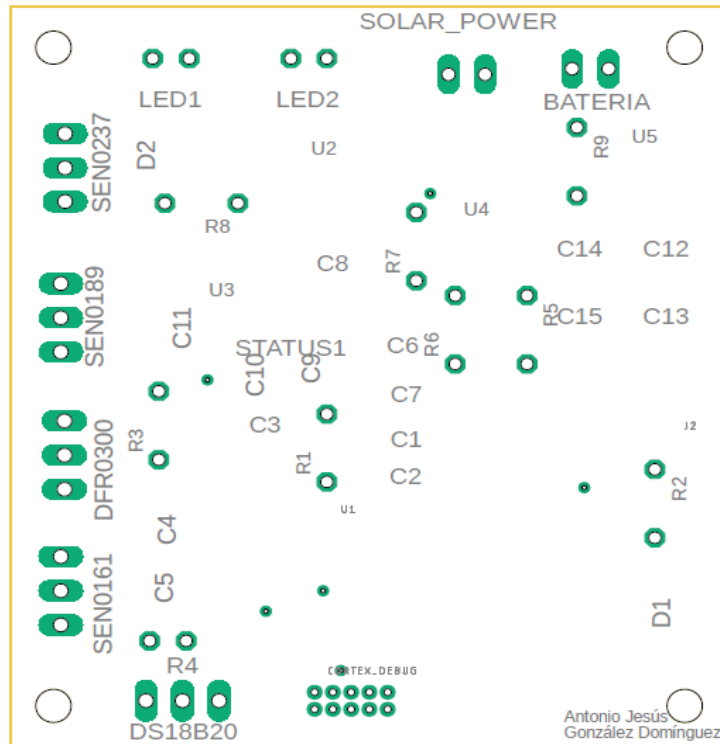 SOLAR_POWER
LED1
LED2
BATERIA
SEN0237
D2
U2
R9
U5
R8
U4
C14
C12
C8
R7
SEN0189
U3
C11
R5
C15
C13
STATUS1
C6
R6
C10
C9
C7
C3
C1
J2
DFR0300
R3
R1
C2
R2
U1
C4
SEN0161
C5
D1
R4
CORTEX_DEBUG
DS18B20
Antonio Jesús
González Domínguez